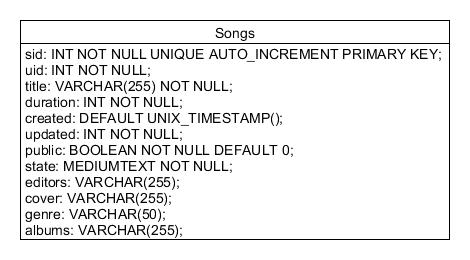 Songs
sid: INT NOT NULL UNIQUE AUTO_INCREMENT PRIMARY KEY;
uid: INT NOT NULL;
title: VARCHAR(255) NOT NULL;
duration: INT NOT NULL;
created: DEFAULT UNIX_TIMESTAMP();
updated: INT NOT NULL;
public: BOOLEAN NOT NULL DEFAULT 0;
state: MEDIUMTEXT NOT NULL;
editors: VARCHAR(255);
cover: VARCHAR(255);
genre: VARCHAR(50);
albums: VARCHAR(255);